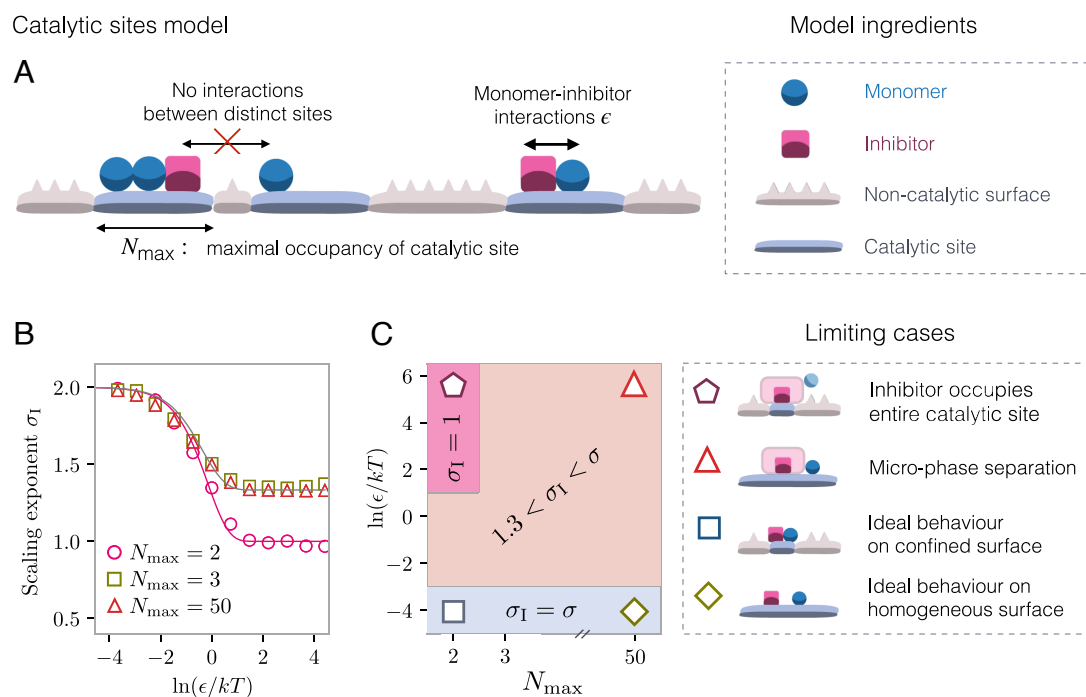 Catalytic sites model
Model ingredients
A
No interactions
between distinct sites
Monomer-inhibitor
interactions ϵ
N_max : maximal occupancy of catalytic site
Monomer
Inhibitor
Non-catalytic surface
Catalytic site
B
Scaling exponent σ_I
2.0
1.5
1.0
0.5
N_max = 2
N_max = 3
N_max = 50
−4 −2 0 2 4
ln(ϵ/kT)
C
ln(ϵ/kT)
6
4
2
0
−2
−4
σ_I = 1
1.3 < σ_I < σ
σ_I = σ
2 3 50
N_max
Limiting cases
Inhibitor occupies
entire catalytic site
Micro-phase separation
Ideal behaviour
on confined surface
Ideal behaviour on
homogeneous surface